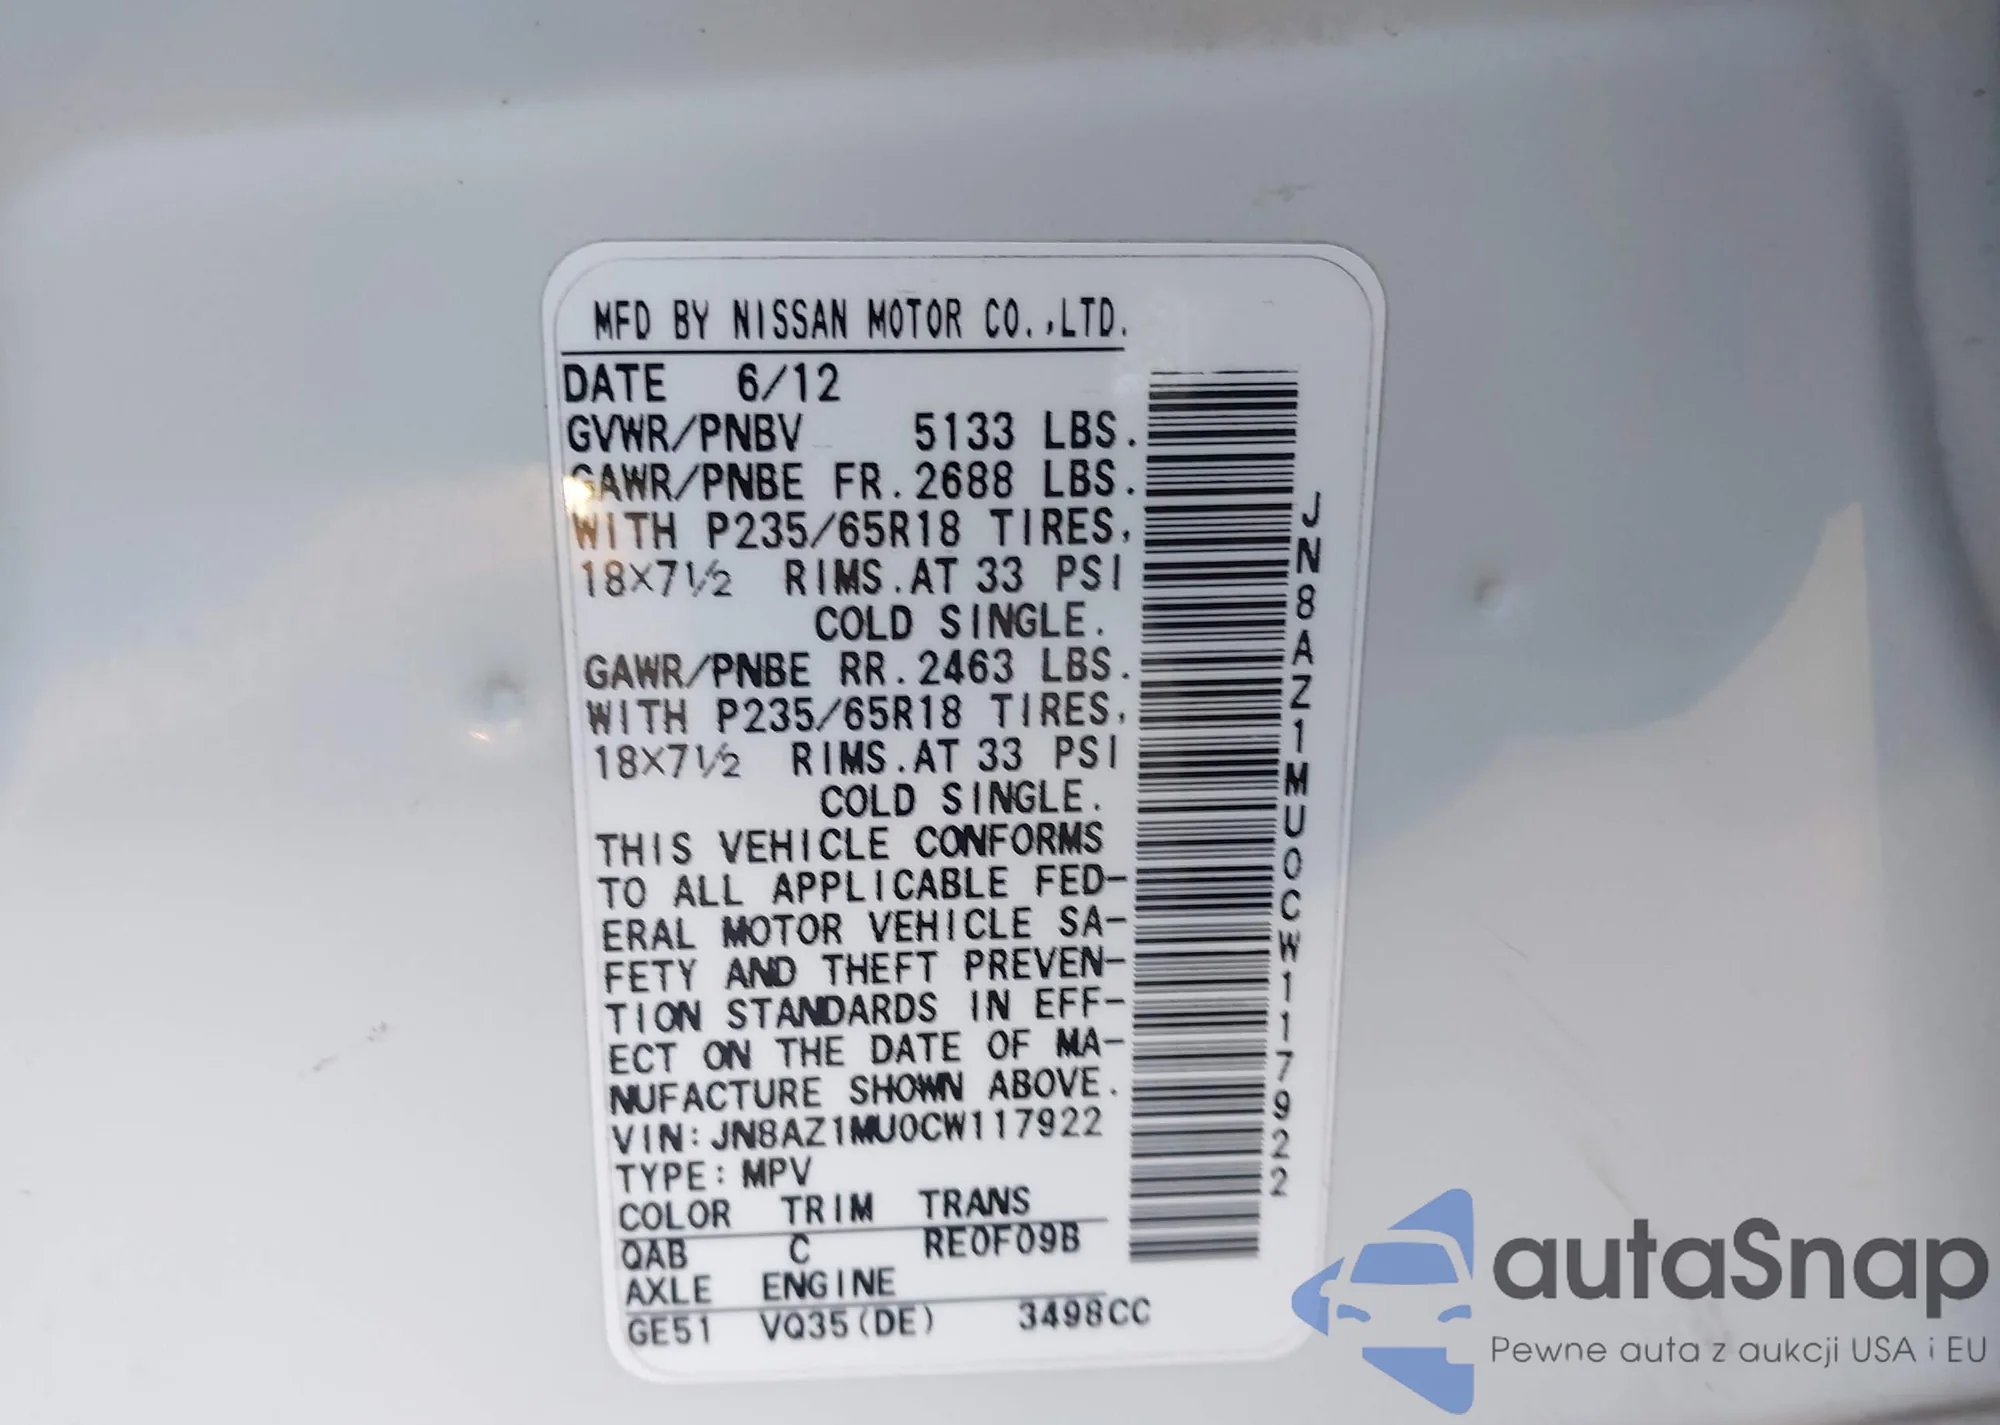 MFD BY NISSAN MOTOR CO.,LTD.
DATE 6/12
GVWR/PNBV 5133 LBS.
GAWR/PNBE FR.2688 LBS.
WITH P235/65R18 TIRES,
18×7½ RIMS.AT 33 PSI
COLD SINGLE.
GAWR/PNBE RR.2463 LBS.
WITH P235/65R18 TIRES,
18×7½ RIMS.AT 33 PSI
COLD SINGLE.
THIS VEHICLE CONFORMS
TO ALL APPLICABLE FED-
ERAL MOTOR VEHICLE SA-
FETY AND THEFT PREVEN-
TION STANDARDS IN EFF-
ECT ON THE DATE OF MA-
NUFACTURE SHOWN ABOVE.
VIN:JN8AZ1MU0CW117922
TYPE:MPV
COLOR TRIM TRANS
QAB C RE0F09B
AXLE ENGINE
GE51 VQ35(DE) 3498CC
JN8AZ1MU0CW117922
autaSnap
Pewne auta z aukcji USA i EU